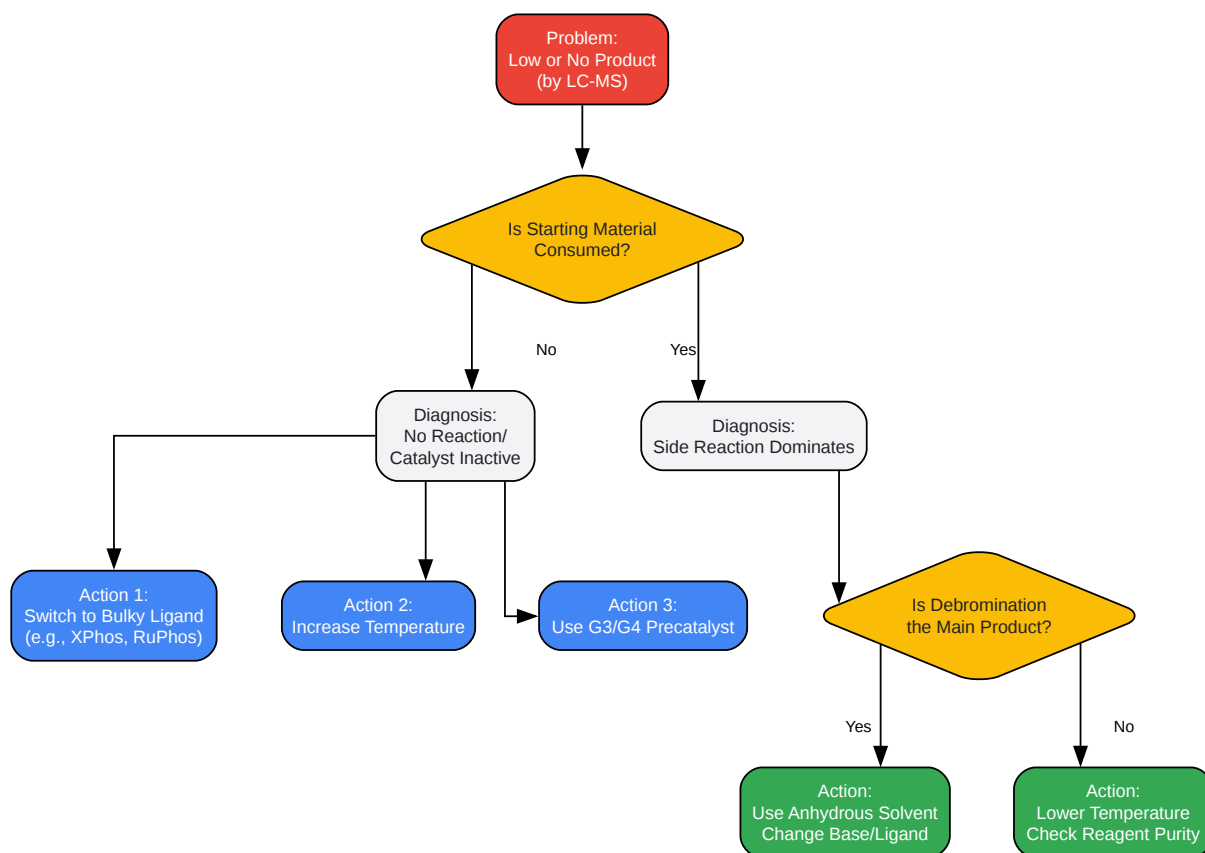 Problem:
Low or No Product
(by LC-MS)
Is Starting Material
Consumed?
No
Yes
Diagnosis:
No Reaction/
Catalyst Inactive
Diagnosis:
Side Reaction Dominates
Action 1:
Switch to Bulky Ligand
(e.g., XPhos, RuPhos)
Action 2:
Increase Temperature
Action 3:
Use G3/G4 Precatalyst
Is Debromination
the Main Product?
Yes
No
Action:
Use Anhydrous Solvent
Change Base/Ligand
Action:
Lower Temperature
Check Reagent Purity